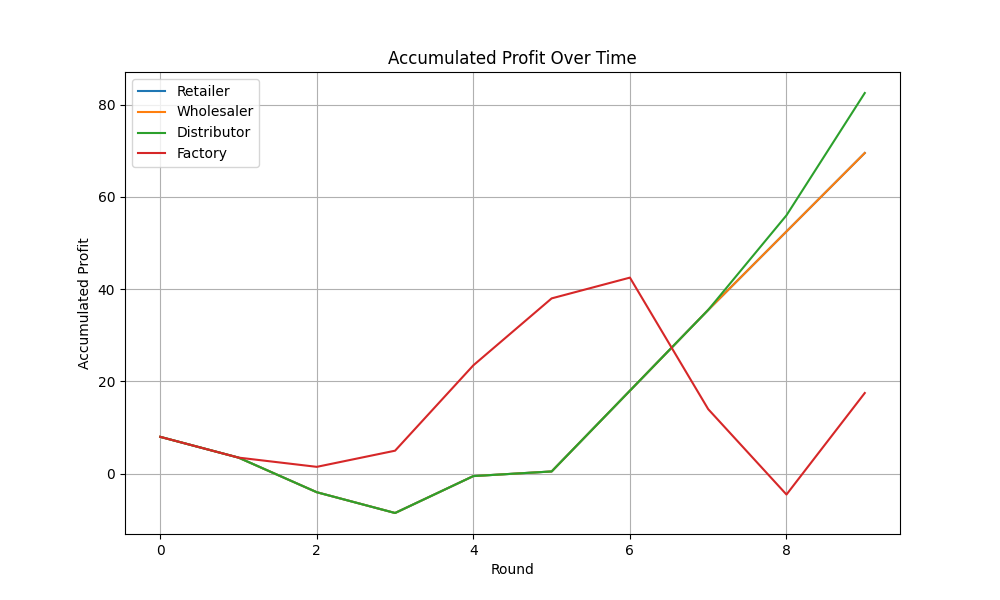 Accumulated Profit Over Time
Retailer
Wholesaler
Distributor
Factory
80
60
40
20
0
Accumulated Profit
0 2 4 6 8
Round